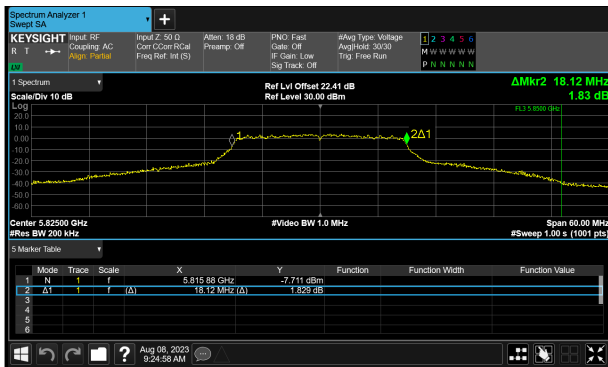 Spectrum Analyzer 1
Swept SA
KEYSIGHT Input: RF Input Z: 50 Ω Atten: 18 dB PNO: Fast #Avg Type: Voltage 1 2 3 4 5 6
R T Coupling: AC Corr CCorr RCal Preamp: Off Gate: Off Avg|Hold: 30/30 M W W W W W
Align: Partial Freq Ref: Int (S) IF Gain: Low Trig: Free Run P N N N N N
Sig Track: Off
1 Spectrum Ref Lvl Offset 22.41 dB ΔMkr2 18.12 MHz
Scale/Div 10 dB Ref Level 30.00 dBm 1.83 dB
Log
FL3 5.8500 GHz
20.0
10.0
0.00 1 2Δ1
-10.0
-20.0
-30.0
-40.0
-50.0
-60.0
Center 5.82500 GHz #Video BW 1.0 MHz Span 60.00 MHz
#Res BW 200 kHz #Sweep 1.00 s (1001 pts)
5 Marker Table
Mode Trace Scale X Y Function Function Width Function Value
1 N 1 f 5.815 88 GHz -7.711 dBm
2 Δ1 1 f (Δ) 18.12 MHz (Δ) 1.829 dB
3
4
5
6
? Aug 08, 2023
9:24:58 AM